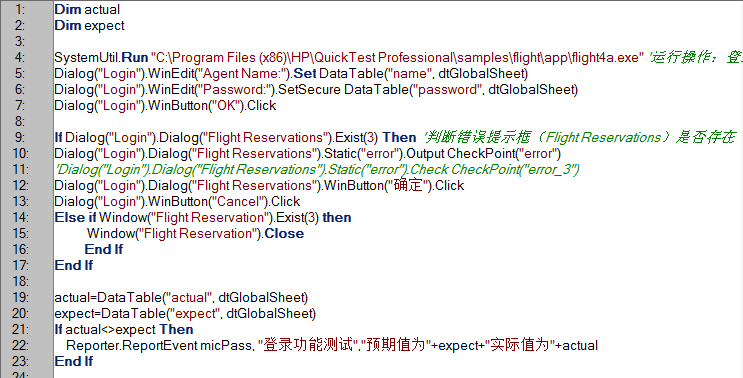 1: Dim actual
2: Dim expect
3:
4: SystemUtil.Run "C:\Program Files (x86)\HP\QuickTest Professional\samples\flight\app\flight4a.exe" '运行操作：登
5: Dialog("Login").WinEdit("Agent Name:").Set DataTable("name", dtGlobalSheet)
6: Dialog("Login").WinEdit("Password:").SetSecure DataTable("password", dtGlobalSheet)
7: Dialog("Login").WinButton("OK").Click
8:
9: If Dialog("Login").Dialog("Flight Reservations").Exist(3) Then '判断错误提示框（Flight Reservations）是否存在
10: Dialog("Login").Dialog("Flight Reservations").Static("error").Output CheckPoint("error")
11: 'Dialog("Login").Dialog("Flight Reservations").Static("error").Check CheckPoint("error_3")
12: Dialog("Login").Dialog("Flight Reservations").WinButton("确定").Click
13: Dialog("Login").WinButton("Cancel").Click
14: Else if Window("Flight Reservation").Exist(3) then
15: Window("Flight Reservation").Close
16: End If
17: End If
18:
19: actual=DataTable("actual", dtGlobalSheet)
20: expect=DataTable("expect", dtGlobalSheet)
21: If actual<>expect Then
22: Reporter.ReportEvent micPass, "登录功能测试","预期值为"+expect+"实际值为"+actual
23: End If